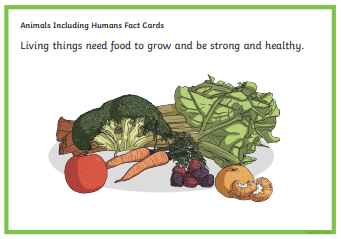 Animals Including Humans Fact Cards
Living things need food to grow and be strong and healthy.